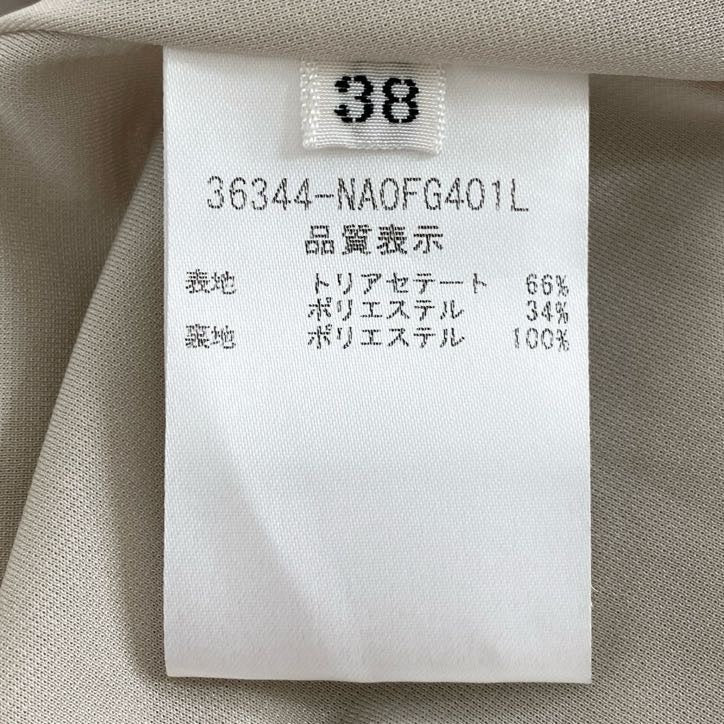 38
36344-NAOFG401L
品質表示
表地 トリアセテート 66%
ポリエステル 34%
裏地 ポリエステル 100%